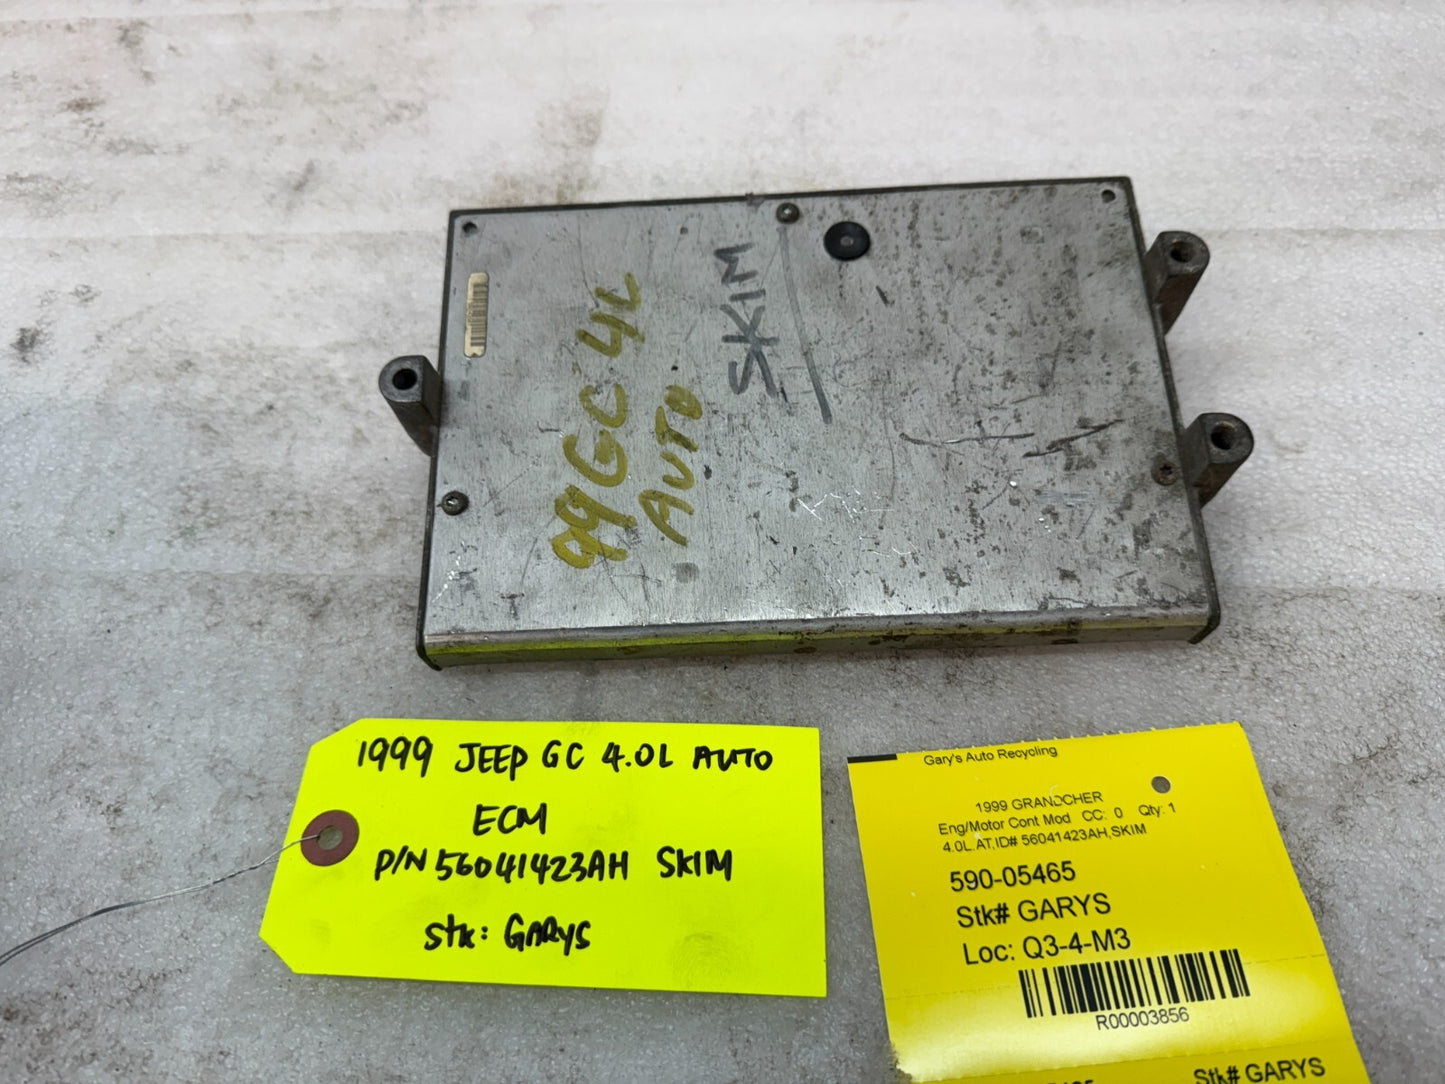 99 GC 4L
AUTO
SKIM
1999 JEEP GC 4.0L AUTO
ECM
P/N 56041423AH SKIM
Stk: GARYS
Gary's Auto Recycling
1999 GRANDCHER
Eng/Motor Cont Mod CC: 0 Qty: 1
4.0L.AT,ID# 56041423AH,SKIM
590-05465
Stk# GARYS
Loc: Q3-4-M3
R00003856
Stk# GARYS